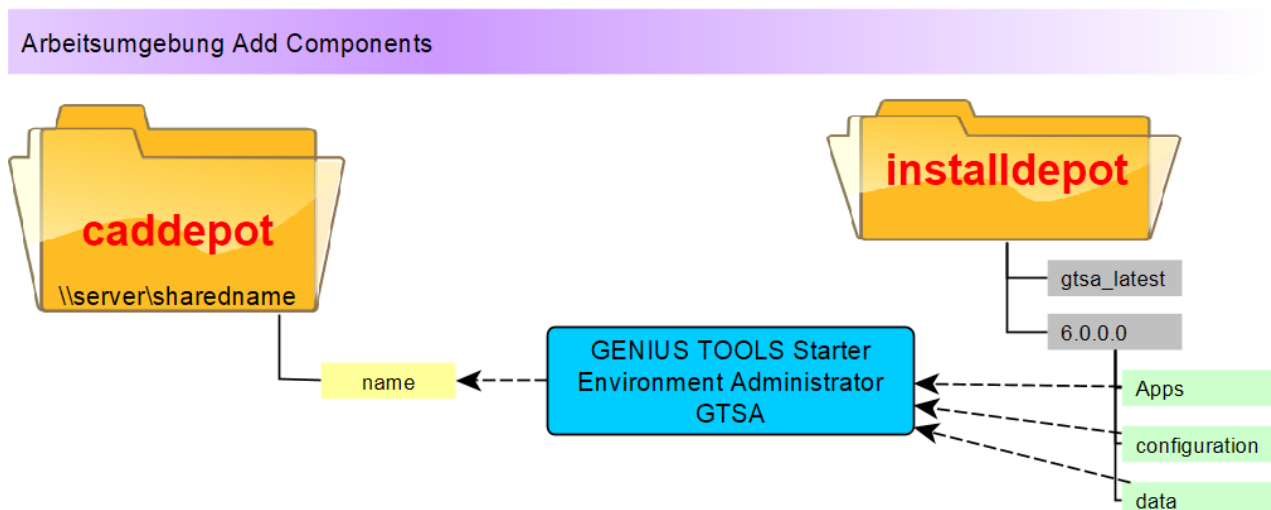 Arbeitsumgebung Add Components
caddepot
\\server\sharedname
name
GENIUS TOOLS Starter
Environment Administrator
GTSA
installdepot
gtsa_latest
6.0.0.0
Apps
configuration
data